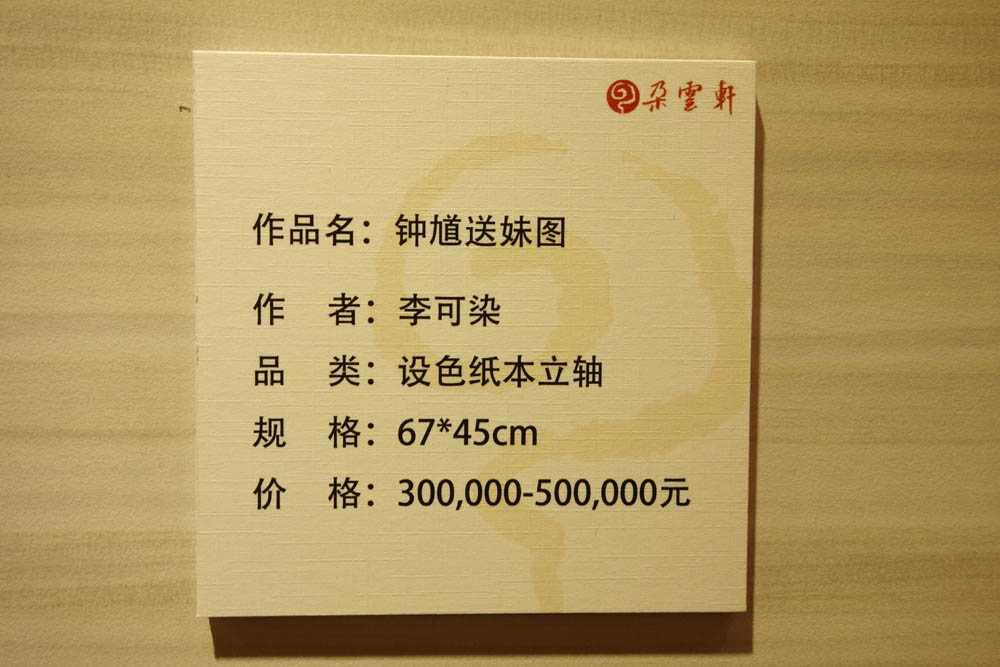 朵雲軒
作品名：钟馗送妹图
作　者：李可染
品　类：设色纸本立轴
规　格：67*45cm
价　格：300,000-500,000元